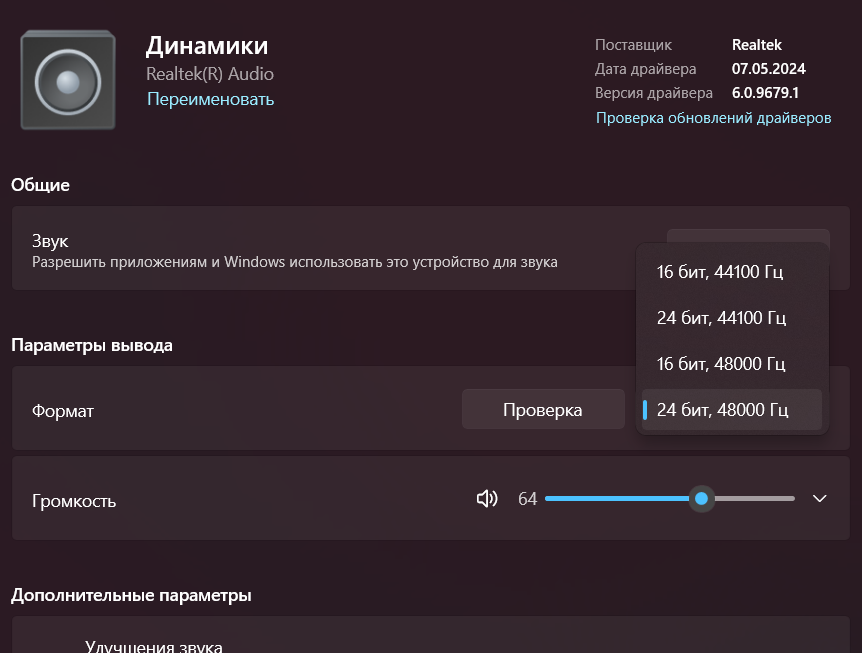 Динамики
Realtek(R) Audio
Переименовать
Поставщик Realtek
Дата драйвера 07.05.2024
Версия драйвера 6.0.9679.1
Проверка обновлений драйверов
Общие
Звук
Разрешить приложениям и Windows использовать это устройство для звука
16 бит, 44100 Гц
24 бит, 44100 Гц
16 бит, 48000 Гц
24 бит, 48000 Гц
Параметры вывода
Формат
Проверка
Громкость
64
Дополнительные параметры
Улучшения звука